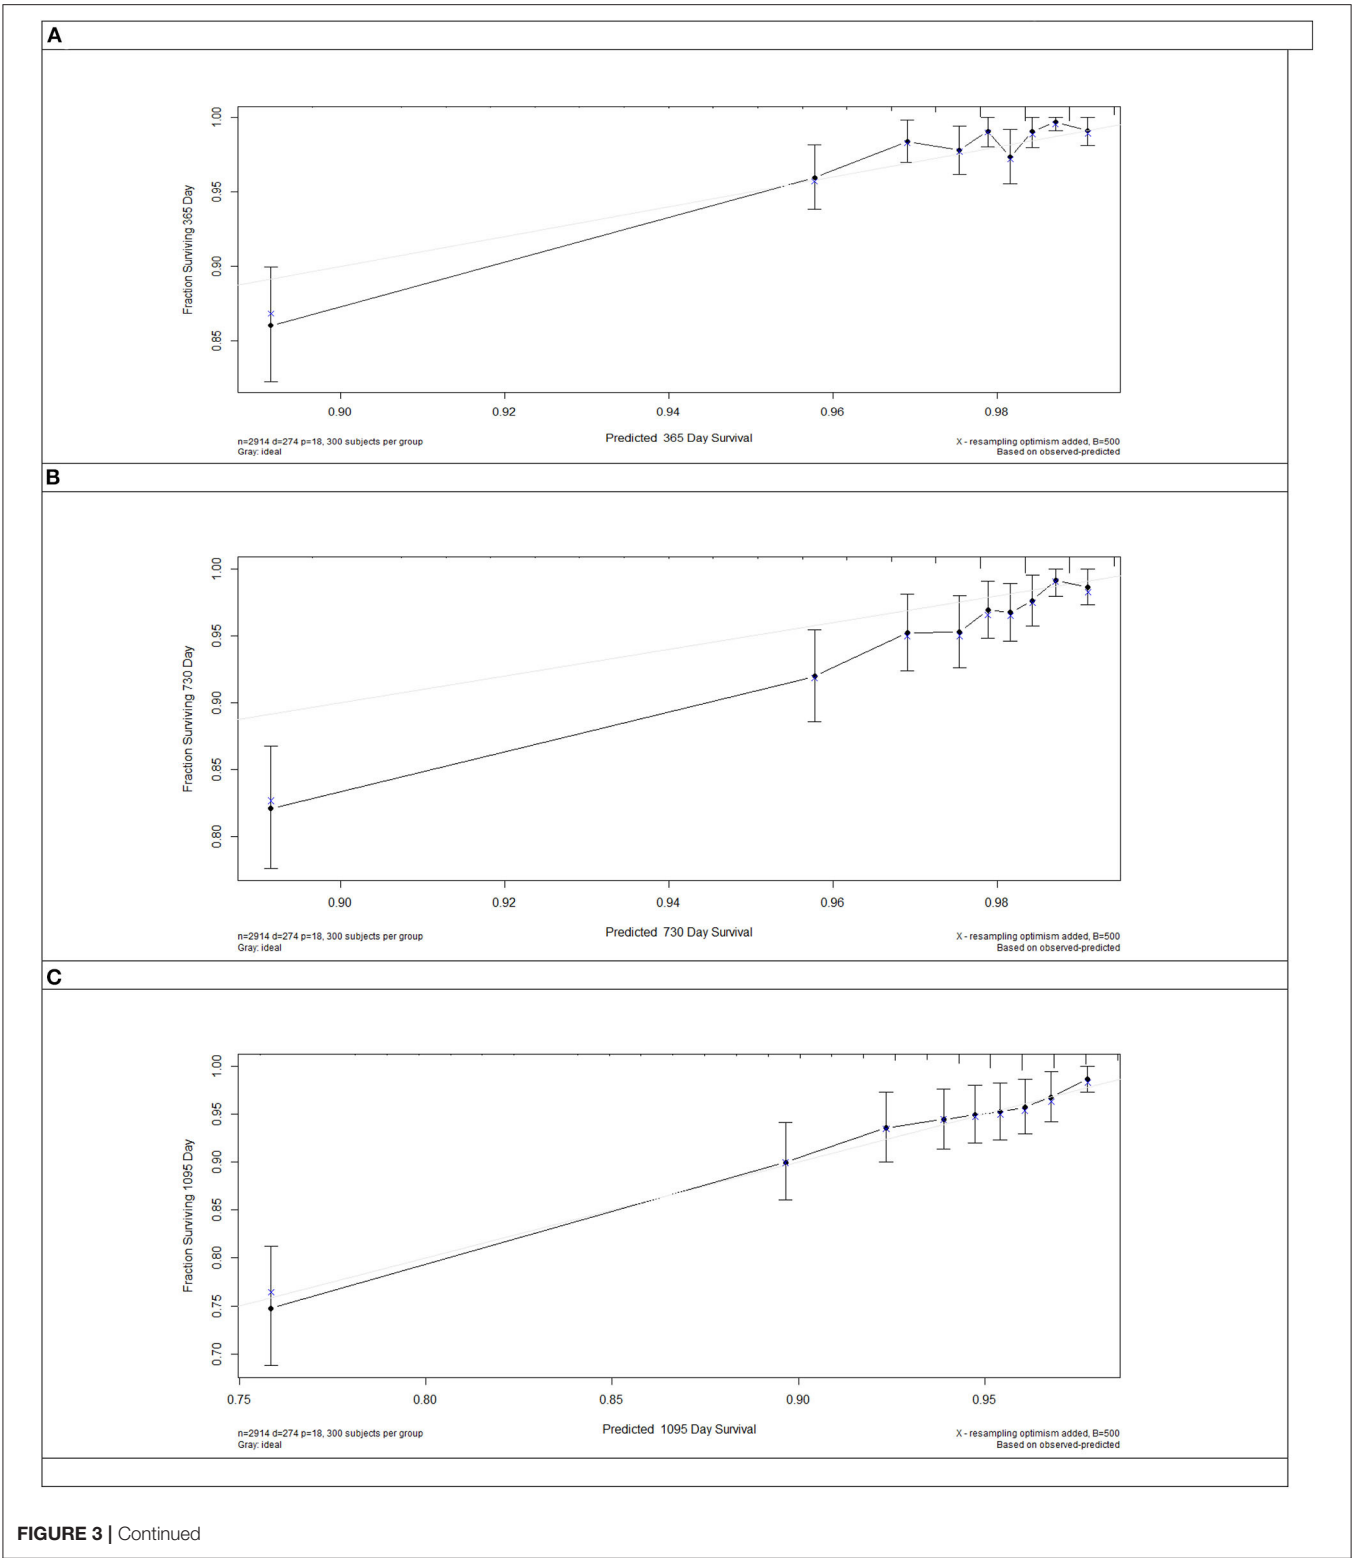 A
1.00
0.95
0.90
0.85
Fraction Surviving 365 Day
0.90 0.92 0.94 0.96 0.98
Predicted 365 Day Survival
n=2914 d=274 p=18, 300 subjects per group
Gray: ideal
X - resampling optimism added, B=500
Based on observed-predicted
B
1.00
0.95
0.90
0.85
0.80
Fraction Surviving 730 Day
0.90 0.92 0.94 0.96 0.98
Predicted 730 Day Survival
n=2914 d=274 p=18, 300 subjects per group
Gray: ideal
X - resampling optimism added, B=500
Based on observed-predicted
C
1.00
0.95
0.90
0.85
0.80
0.75
0.70
Fraction Surviving 1095 Day
0.75 0.80 0.85 0.90 0.95
Predicted 1095 Day Survival
n=2914 d=274 p=18, 300 subjects per group
Gray: ideal
X - resampling optimism added, B=500
Based on observed-predicted
FIGURE 3 | Continued